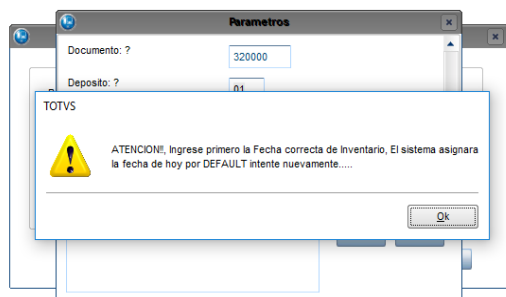 Parametros
Documento: ?
320000
Deposito: ?
01
TOTVS
ATENCION!!, Ingrese primero la Fecha correcta de Inventario, El sistema asignara
la fecha de hoy por DEFAULT intente nuevamente.....
Ok